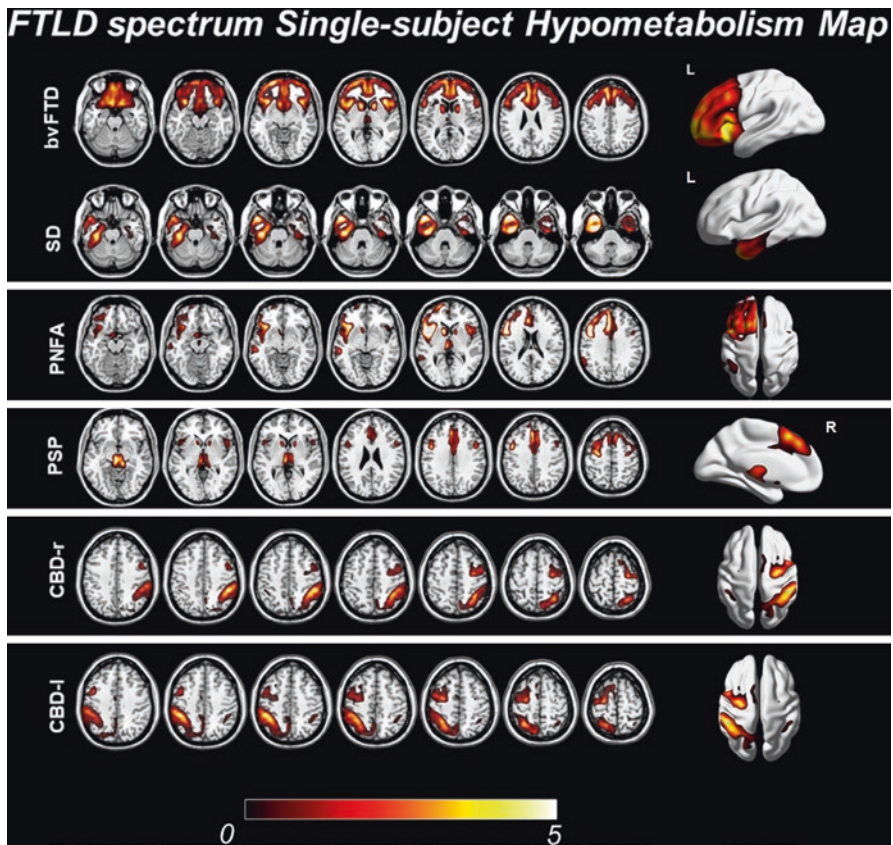 FTLD spectrum Single-subject Hypometabolism Map
bvFTD
L
SD
L
PNFA
PSP
R
CBD-r
CBD-l
0 5